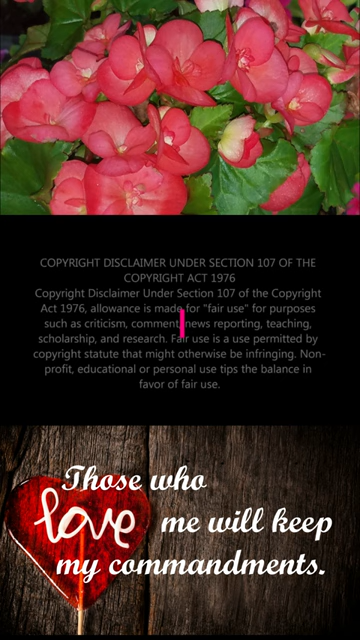 COPYRIGHT DISCLAIMER UNDER SECTION 107 OF THE
COPYRIGHT ACT 1976
Copyright Disclaimer Under Section 107 of the Copyright
Act 1976, allowance is made for "fair use" for purposes
such as criticism, comment, news reporting, teaching,
scholarship, and research. Fair use is a use permitted by
copyright statute that might otherwise be infringing. Non-
profit, educational or personal use tips the balance in
favor of fair use.
Those who
love me will keep
my commandments.